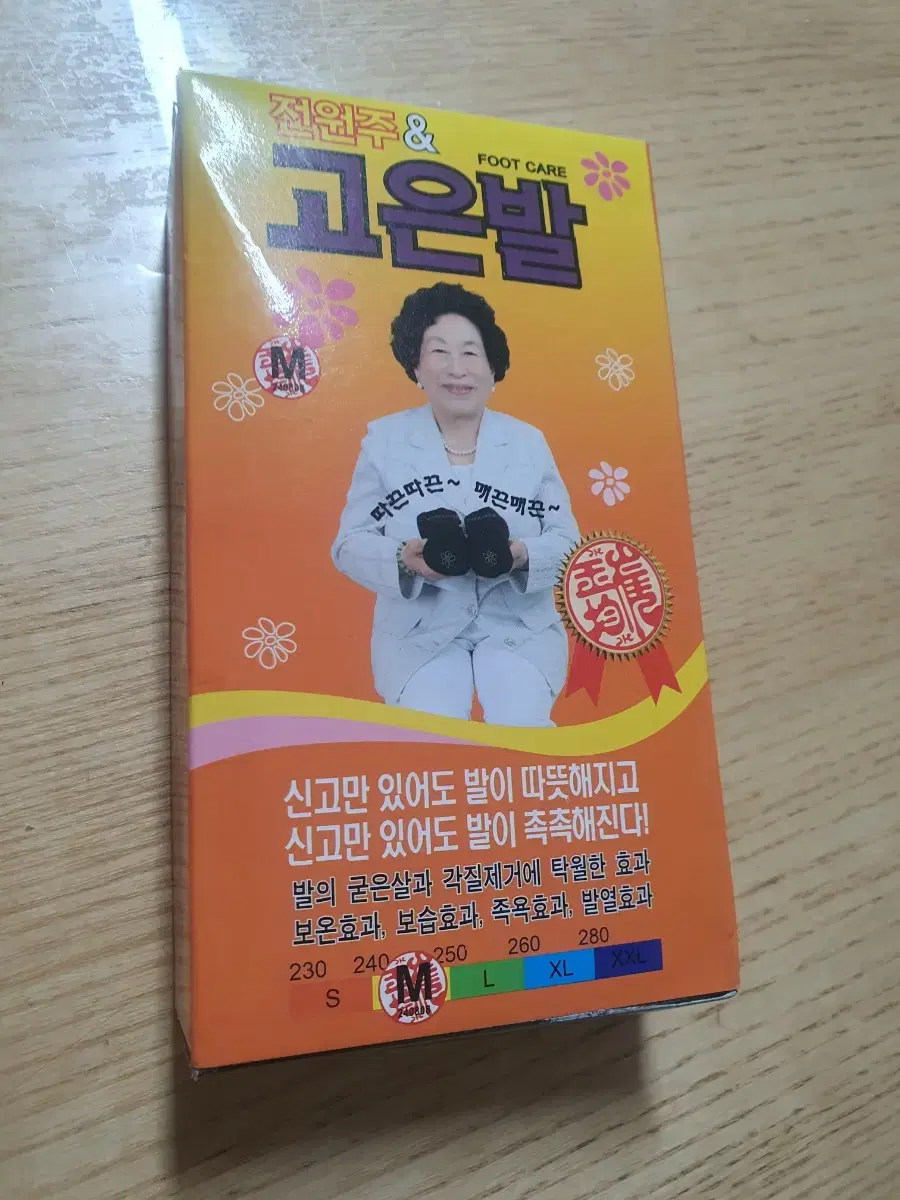 전원주 &
FOOT CARE
고은발
M
240808
따끈따끈~ 매끈매끈~
신고만 있어도 발이 따뜻해지고
신고만 있어도 발이 촉촉해진다!
발의 굳은살과 각질제거에 탁월한 효과
보온효과, 보습효과, 족욕효과, 발열효과
230 240 250 260 280
S M L XL XXL
240808